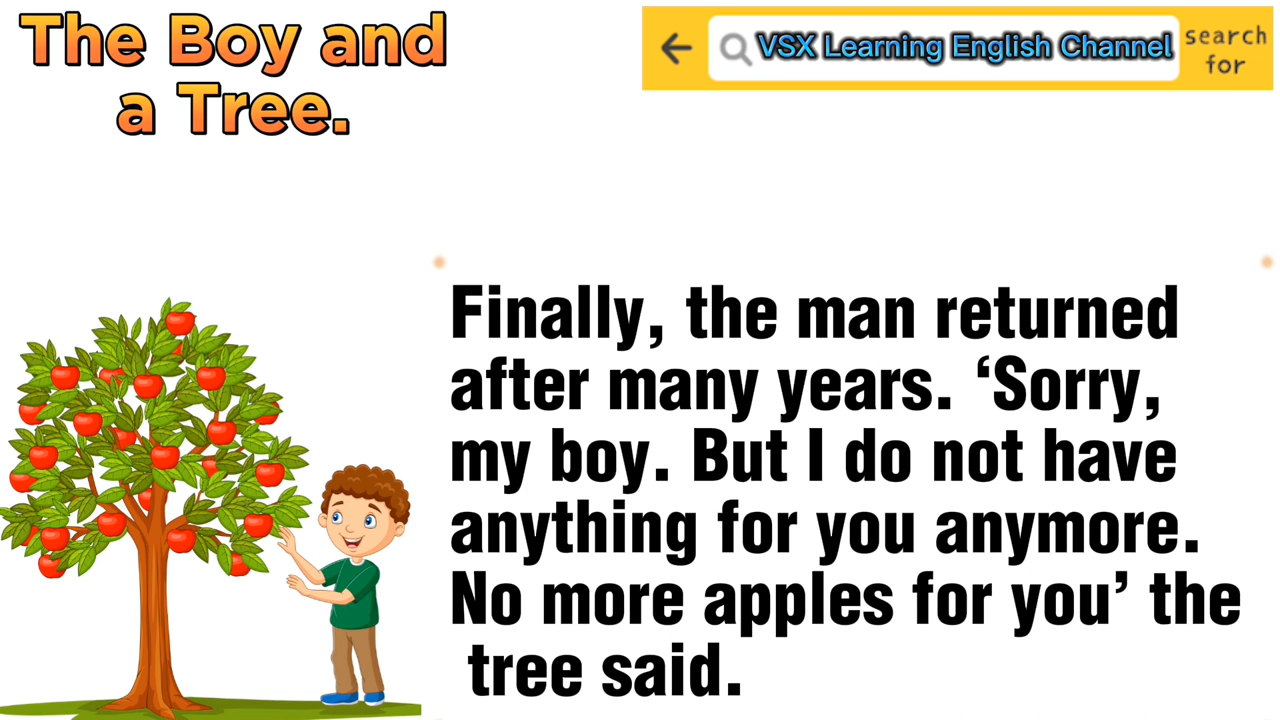 The Boy and
a Tree.
VSX Learning English Channel
search
for
Finally, the man returned
after many years. ‘Sorry,
my boy. But I do not have
anything for you anymore.
No more apples for you’ the
tree said.